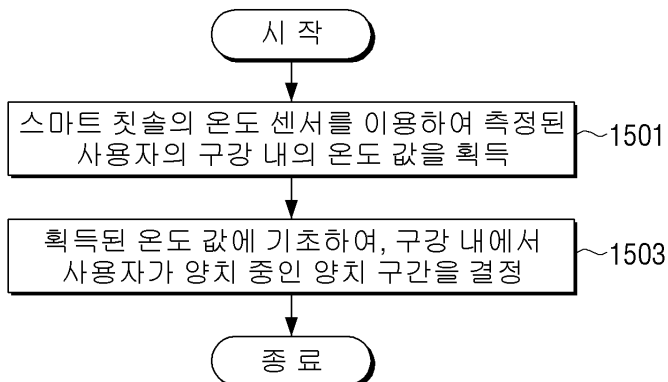 시 작
스마트 칫솔의 온도 센서를 이용하여 측정된
사용자의 구강 내의 온도 값을 획득
1501
획득된 온도 값에 기초하여, 구강 내에서
사용자가 양치 중인 양치 구간을 결정
1503
종 료